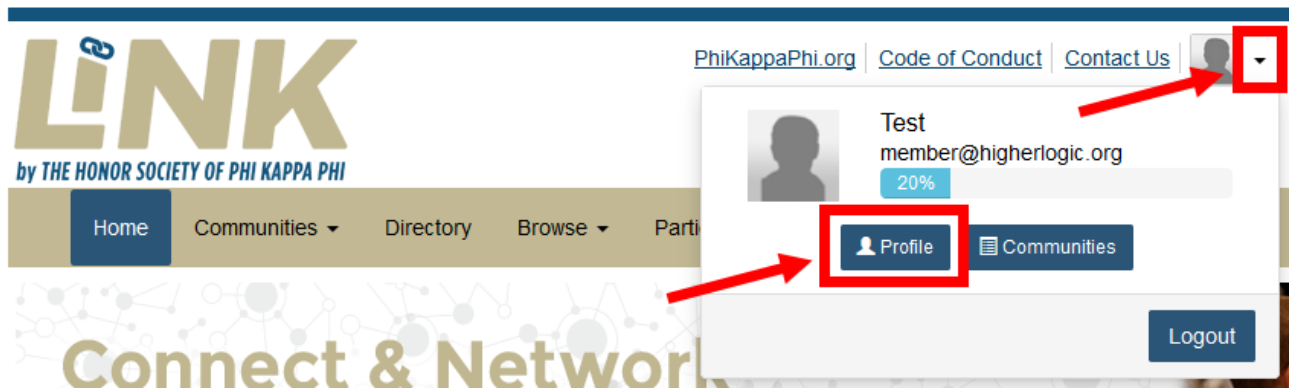 LiNK
by THE HONOR SOCIETY OF PHI KAPPA PHI
PhiKappaPhi.org Code of Conduct Contact Us
Test
member@higherlogic.org
20%
Home Communities Directory Browse Parti
Profile Communities
Logout
Connect & Network